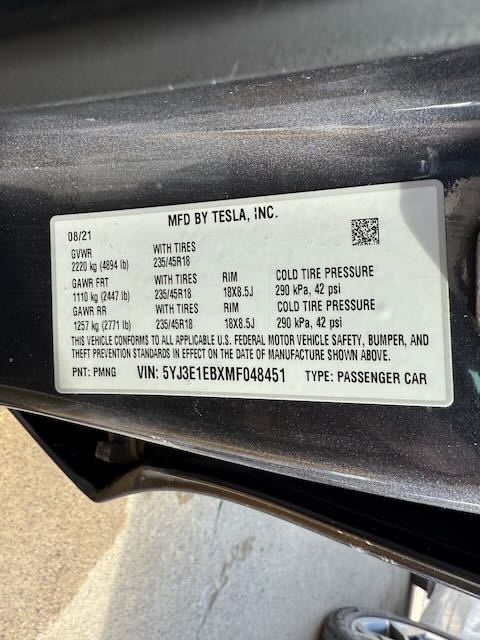 MFD BY TESLA, INC.
08/21
GVWR WITH TIRES
2220 kg (4894 lb) 235/45R18
GAWR FRT WITH TIRES RIM COLD TIRE PRESSURE
1110 kg (2447 lb) 235/45R18 18X8.5J 290 kPa, 42 psi
GAWR RR WITH TIRES RIM COLD TIRE PRESSURE
1257 kg (2771 lb) 235/45R18 18X8.5J 290 kPa, 42 psi
THIS VEHICLE CONFORMS TO ALL APPLICABLE U.S. FEDERAL MOTOR VEHICLE SAFETY, BUMPER, AND
THEFT PREVENTION STANDARDS IN EFFECT ON THE DATE OF MANUFACTURE SHOWN ABOVE.
PNT: PMNG VIN: 5YJ3E1EBXMF048451 TYPE: PASSENGER CAR